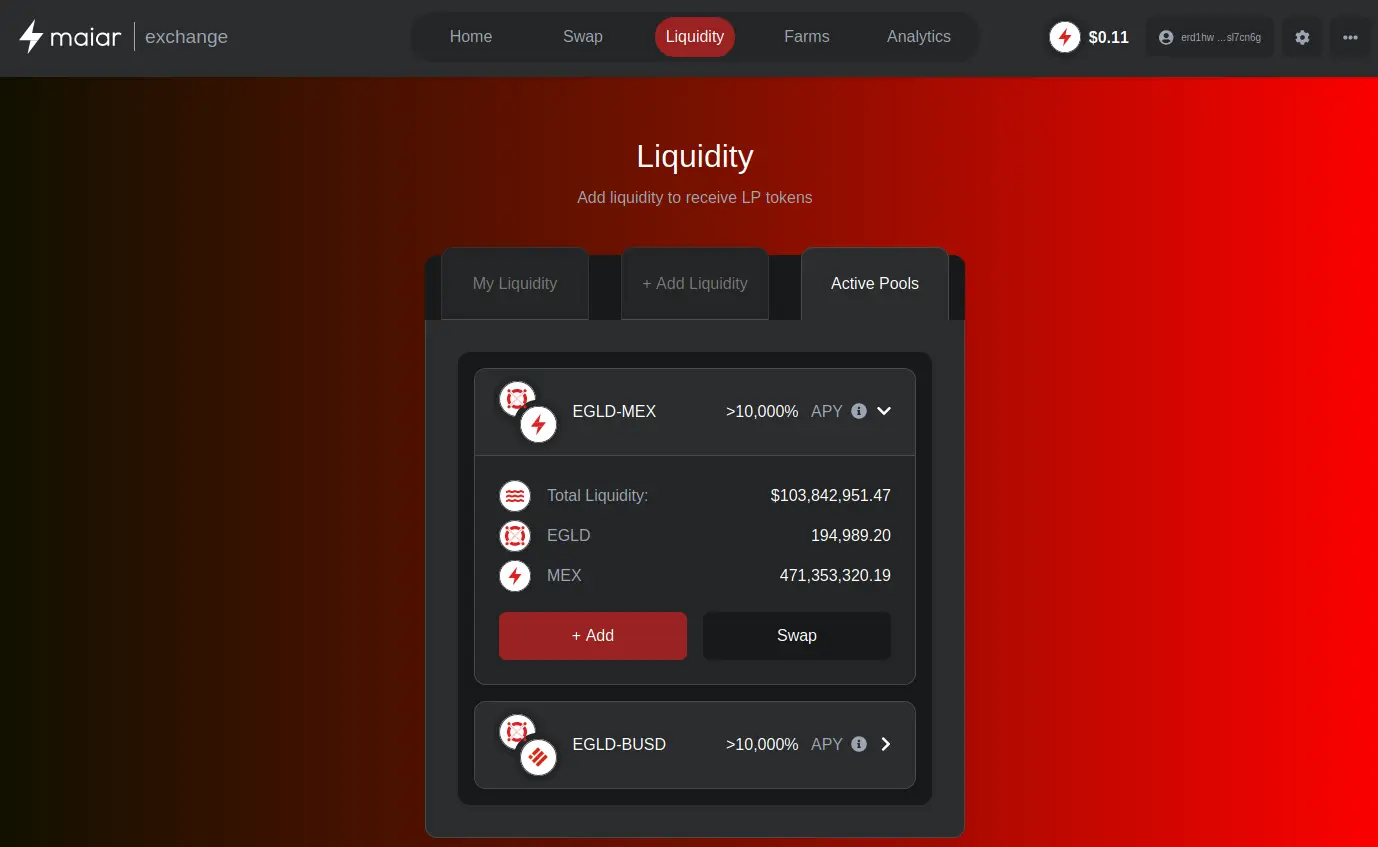 maiar exchange
Home Swap Liquidity Farms Analytics
$0.11
erd1hw ...sl7cn6g
Liquidity
Add liquidity to receive LP tokens
My Liquidity + Add Liquidity Active Pools
EGLD-MEX >10,000% APY
Total Liquidity: $103,842,951.47
EGLD 194,989.20
MEX 471,353,320.19
+ Add Swap
EGLD-BUSD >10,000% APY